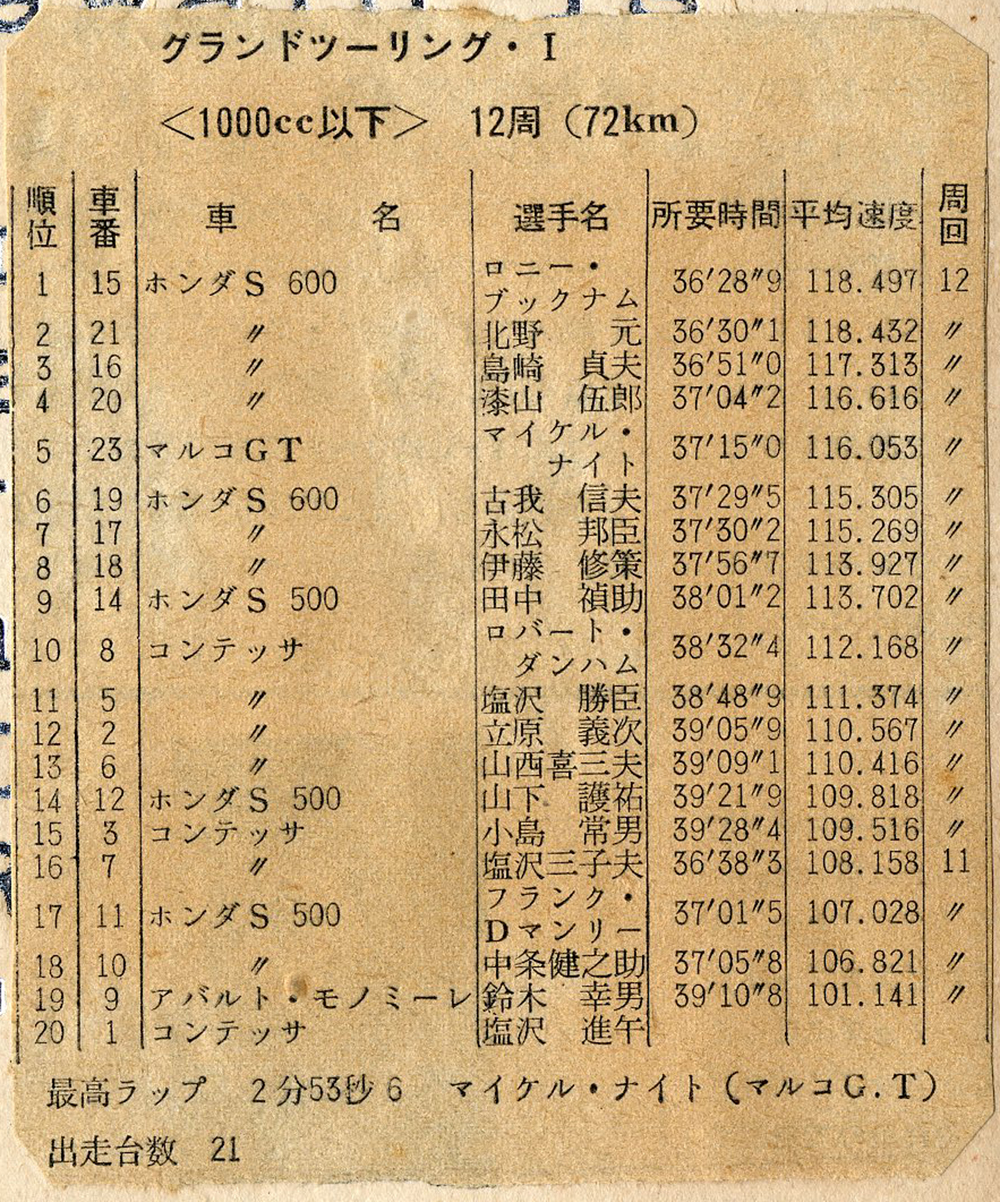 グランドツーリング・Ⅰ
＜1000cc以下＞　12周（72km）
順位 車番 車名 選手名 所要時間 平均速度 周回
1 15 ホンダS 600 ロニー・ブックナム 36′28″9 118.497 12
2 21 〃 北野 元 36′30″1 118.432 〃
3 16 〃 島崎 貞夫 36′51″0 117.313 〃
4 20 〃 漆山 伍郎 37′04″2 116.616 〃
5 23 マルコGT マイケル・ナイト 37′15″0 116.053 〃
6 19 ホンダS 600 古我 信夫 37′29″5 115.305 〃
7 17 〃 永松 邦臣 37′30″2 115.269 〃
8 18 〃 伊藤 修策 37′56″7 113.927 〃
9 14 ホンダS 500 田中 禎助 38′01″2 113.702 〃
10 8 コンテッサ ロバート・ダンハム 38′32″4 112.168 〃
11 5 〃 塩沢 勝臣 38′48″9 111.374 〃
12 2 〃 立原 義次 39′05″9 110.567 〃
13 6 〃 山西喜三夫 39′09″1 110.416 〃
14 12 ホンダS 500 山下 護祐 39′21″9 109.818 〃
15 3 コンテッサ 小島 常男 39′28″4 109.516 〃
16 7 〃 塩沢三子夫 36′38″3 108.158 11
17 11 ホンダS 500 フランク・Dマンリー 37′01″5 107.028 〃
18 10 〃 中条健之助 37′05″8 106.821 〃
19 9 アバルト・モノミーレ 鈴木 幸男 39′10″8 101.141 〃
20 1 コンテッサ 塩沢 進午
最高ラップ　2分53秒6　マイケル・ナイト（マルコG.T）
出走台数　21